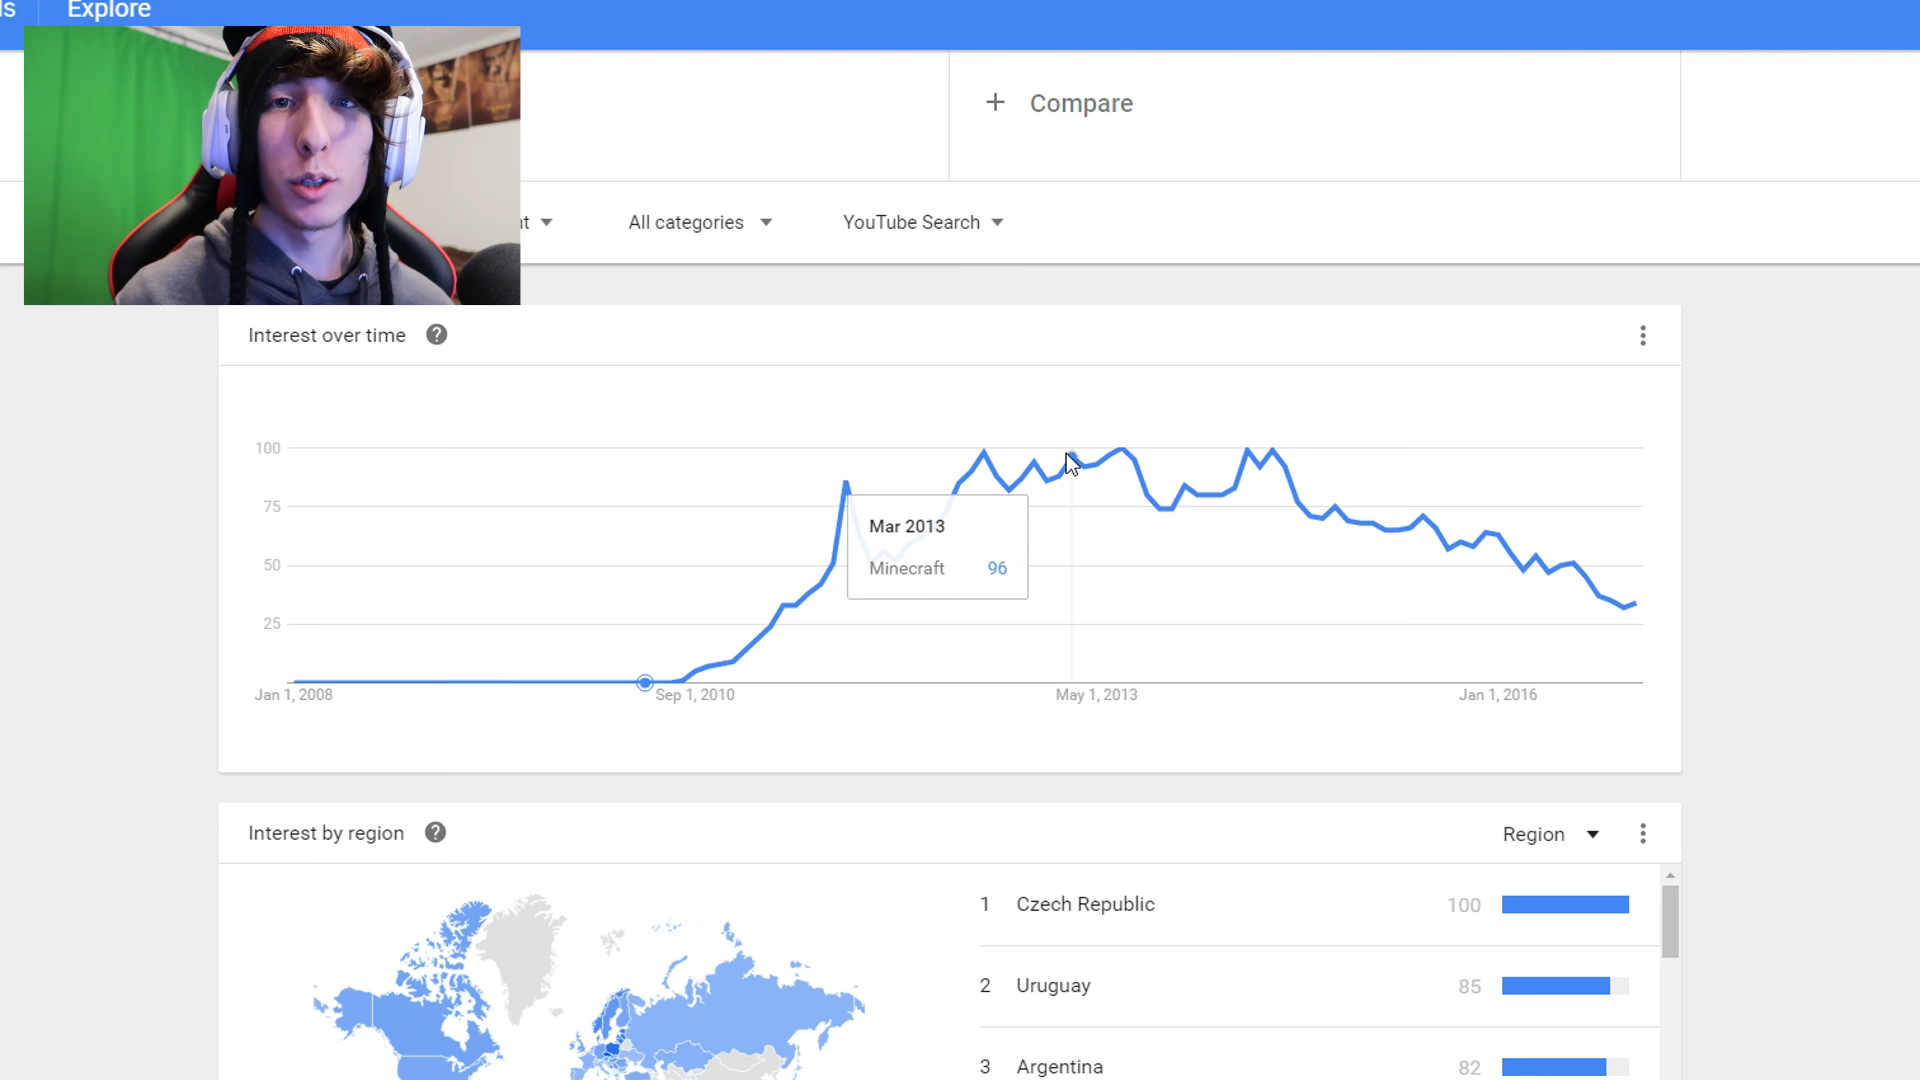 ls Explore
+ Compare
nt All categories YouTube Search
Interest over time ?
100
75
50
25
Mar 2013
Minecraft 96
Jan 1, 2008 Sep 1, 2010 May 1, 2013 Jan 1, 2016
Interest by region ? Region
1 Czech Republic 100
2 Uruguay 85
3 Argentina 82